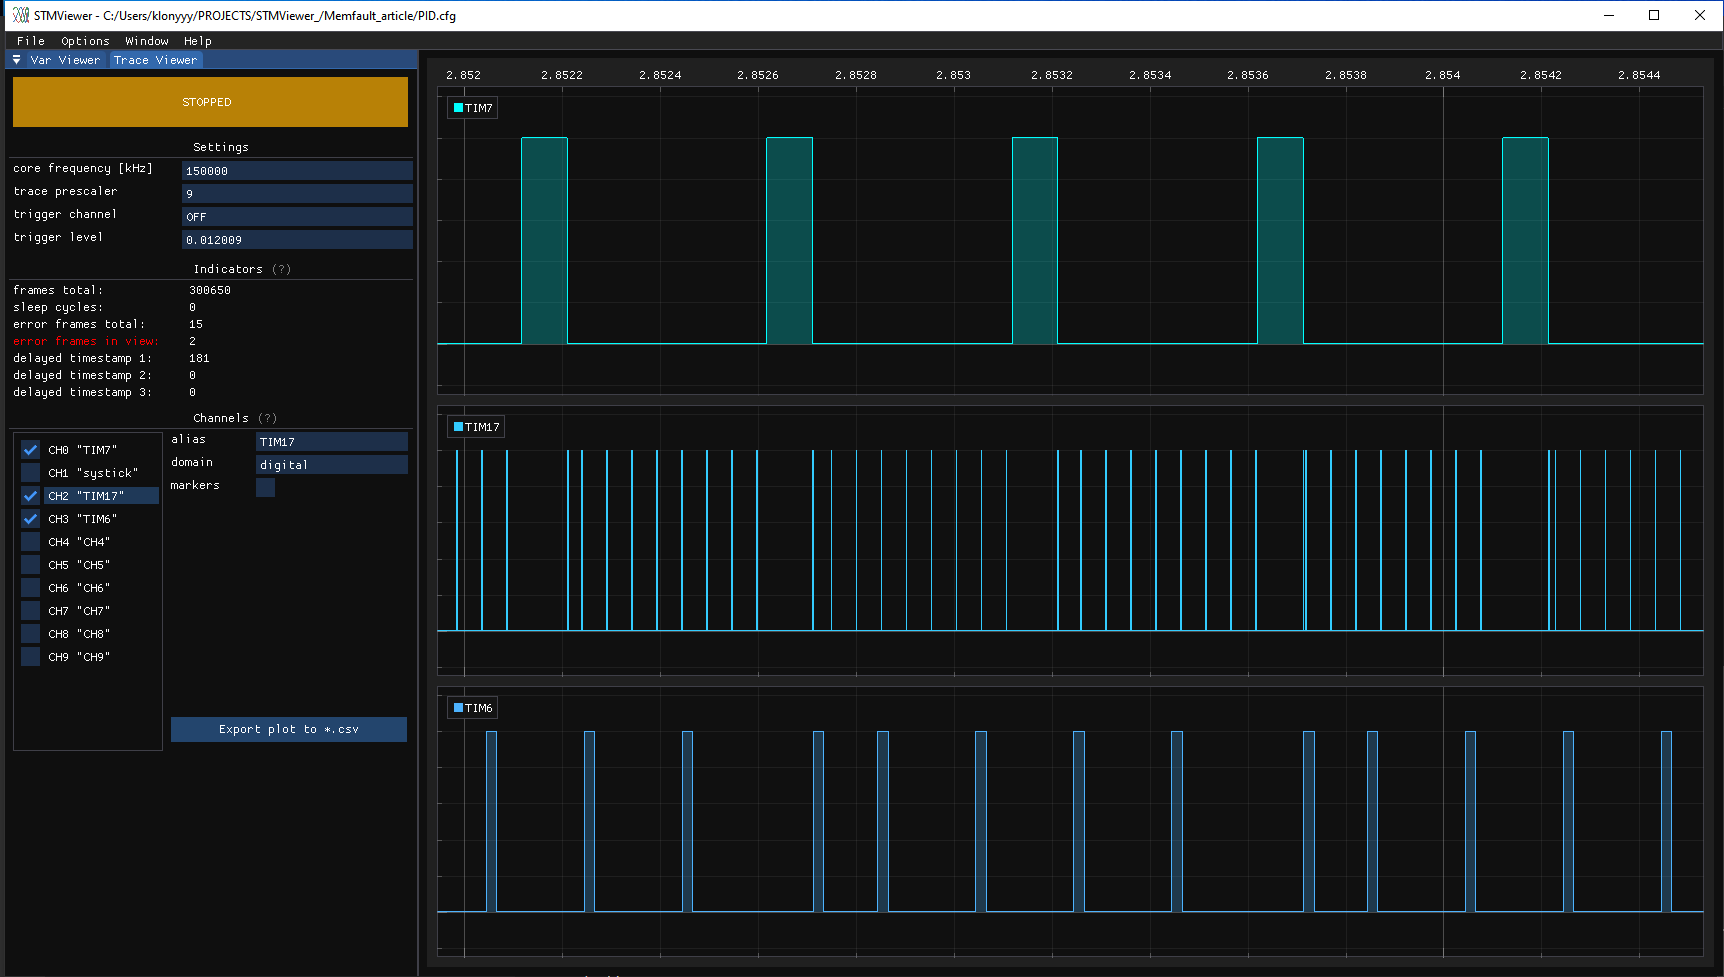 STMViewer - C:/Users/klonyyy/PROJECTS/STMViewer_/Memfault_article/PID.cfg
File Options Window Help
Var Viewer Trace Viewer
STOPPED
Settings
core frequency [kHz] 150000
trace prescaler 9
trigger channel OFF
trigger level 0.012009
Indicators (?)
frames total: 300650
sleep cycles: 0
error frames total: 15
error frames in view: 2
delayed timestamp 1: 181
delayed timestamp 2: 0
delayed timestamp 3: 0
Channels (?)
CH0 "TIM7"
CH1 "systick"
CH2 "TIM17"
CH3 "TIM6"
CH4 "CH4"
CH5 "CH5"
CH6 "CH6"
CH7 "CH7"
CH8 "CH8"
CH9 "CH9"
alias TIM17
domain digital
markers
Export plot to *.csv
2.852 2.8522 2.8524 2.8526 2.8528 2.853 2.8532 2.8534 2.8536 2.8538 2.854 2.8542 2.8544
TIM7
TIM17
TIM6